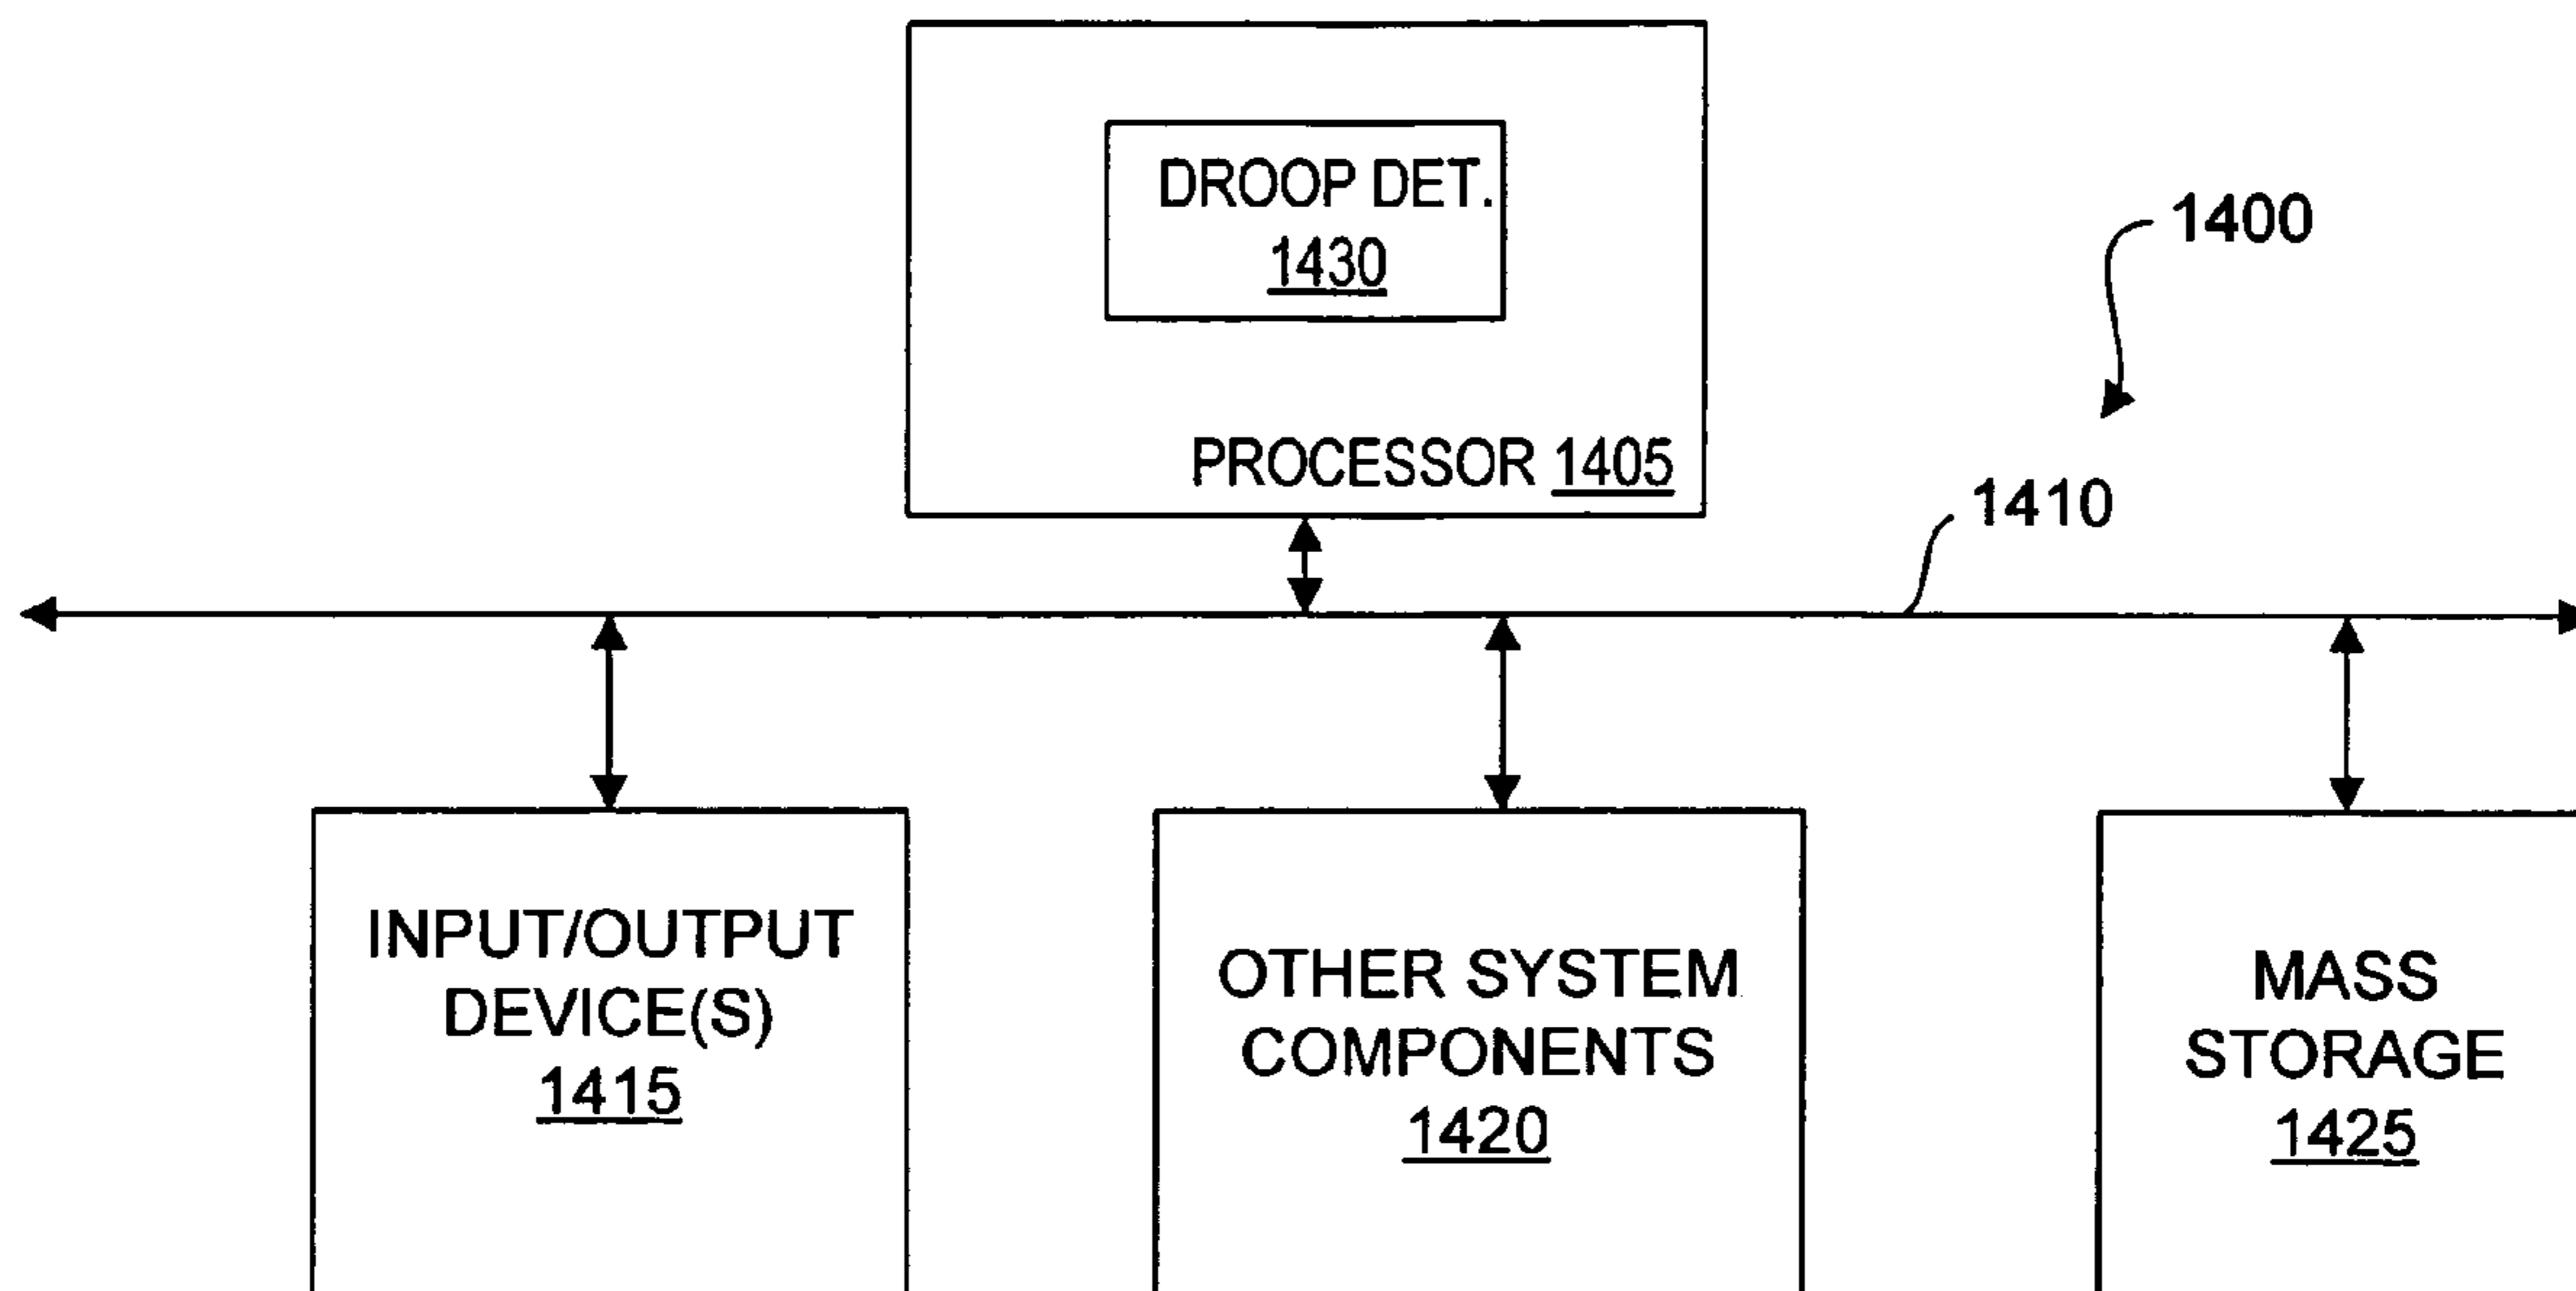 DROOP DET.
1430
1400
PROCESSOR 1405
1410
INPUT/OUTPUT
DEVICE(S)
1415
OTHER SYSTEM
COMPONENTS
1420
MASS
STORAGE
1425